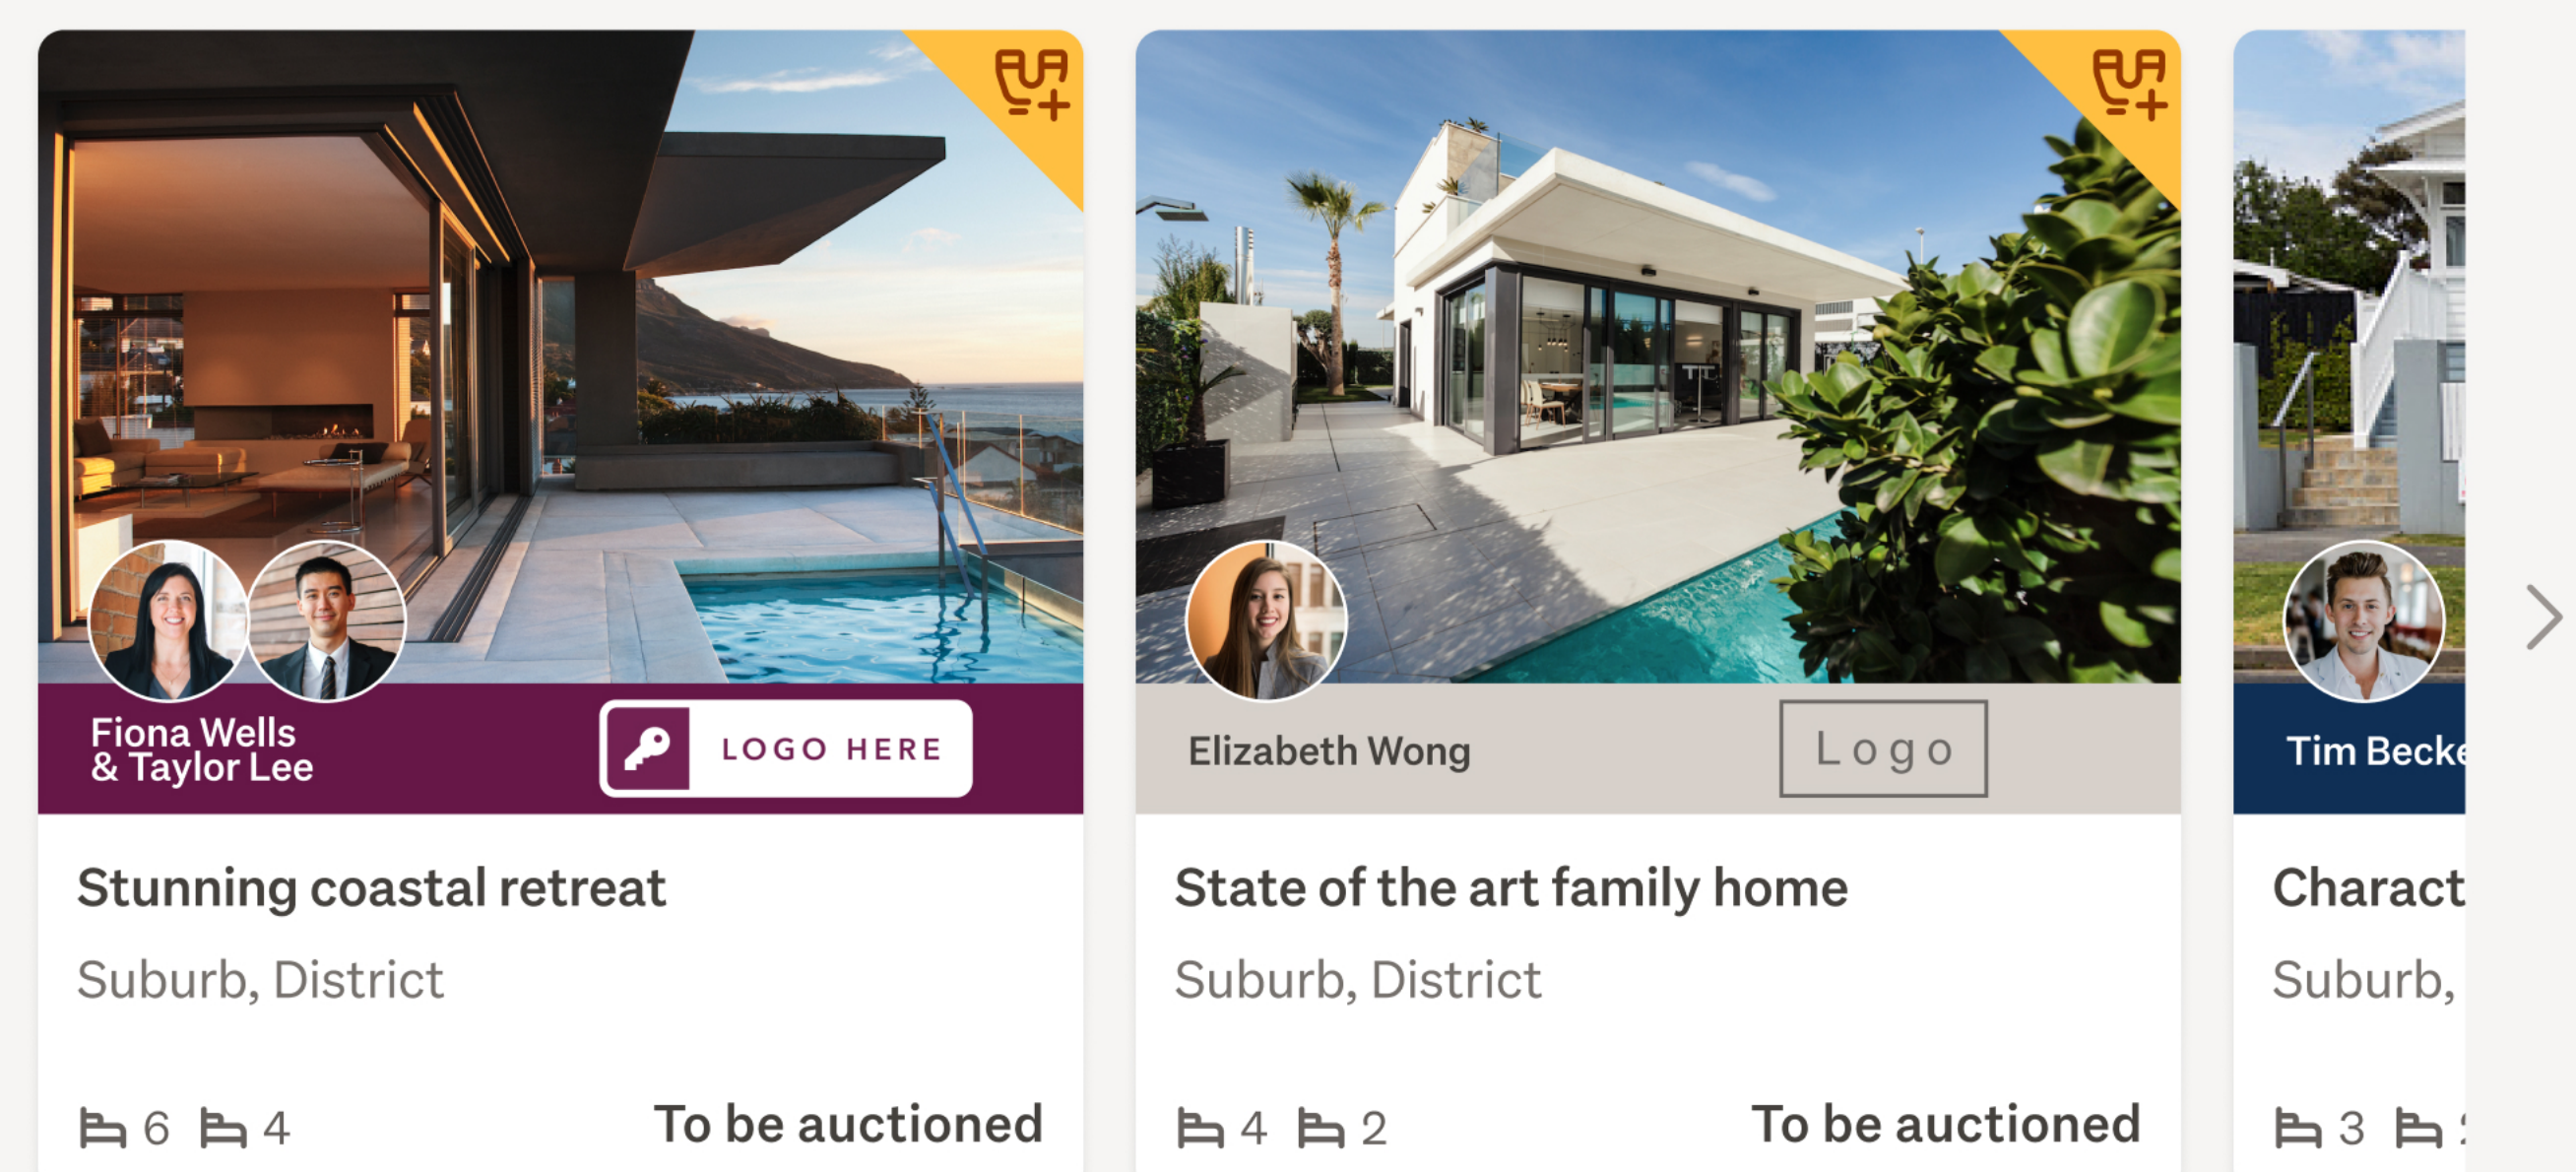 Fiona Wells
& Taylor Lee
LOGO HERE
Stunning coastal retreat
Suburb, District
6 4
To be auctioned
Elizabeth Wong
Logo
State of the art family home
Suburb, District
4 2
To be auctioned
Tim Becke
Charact
Suburb,
3